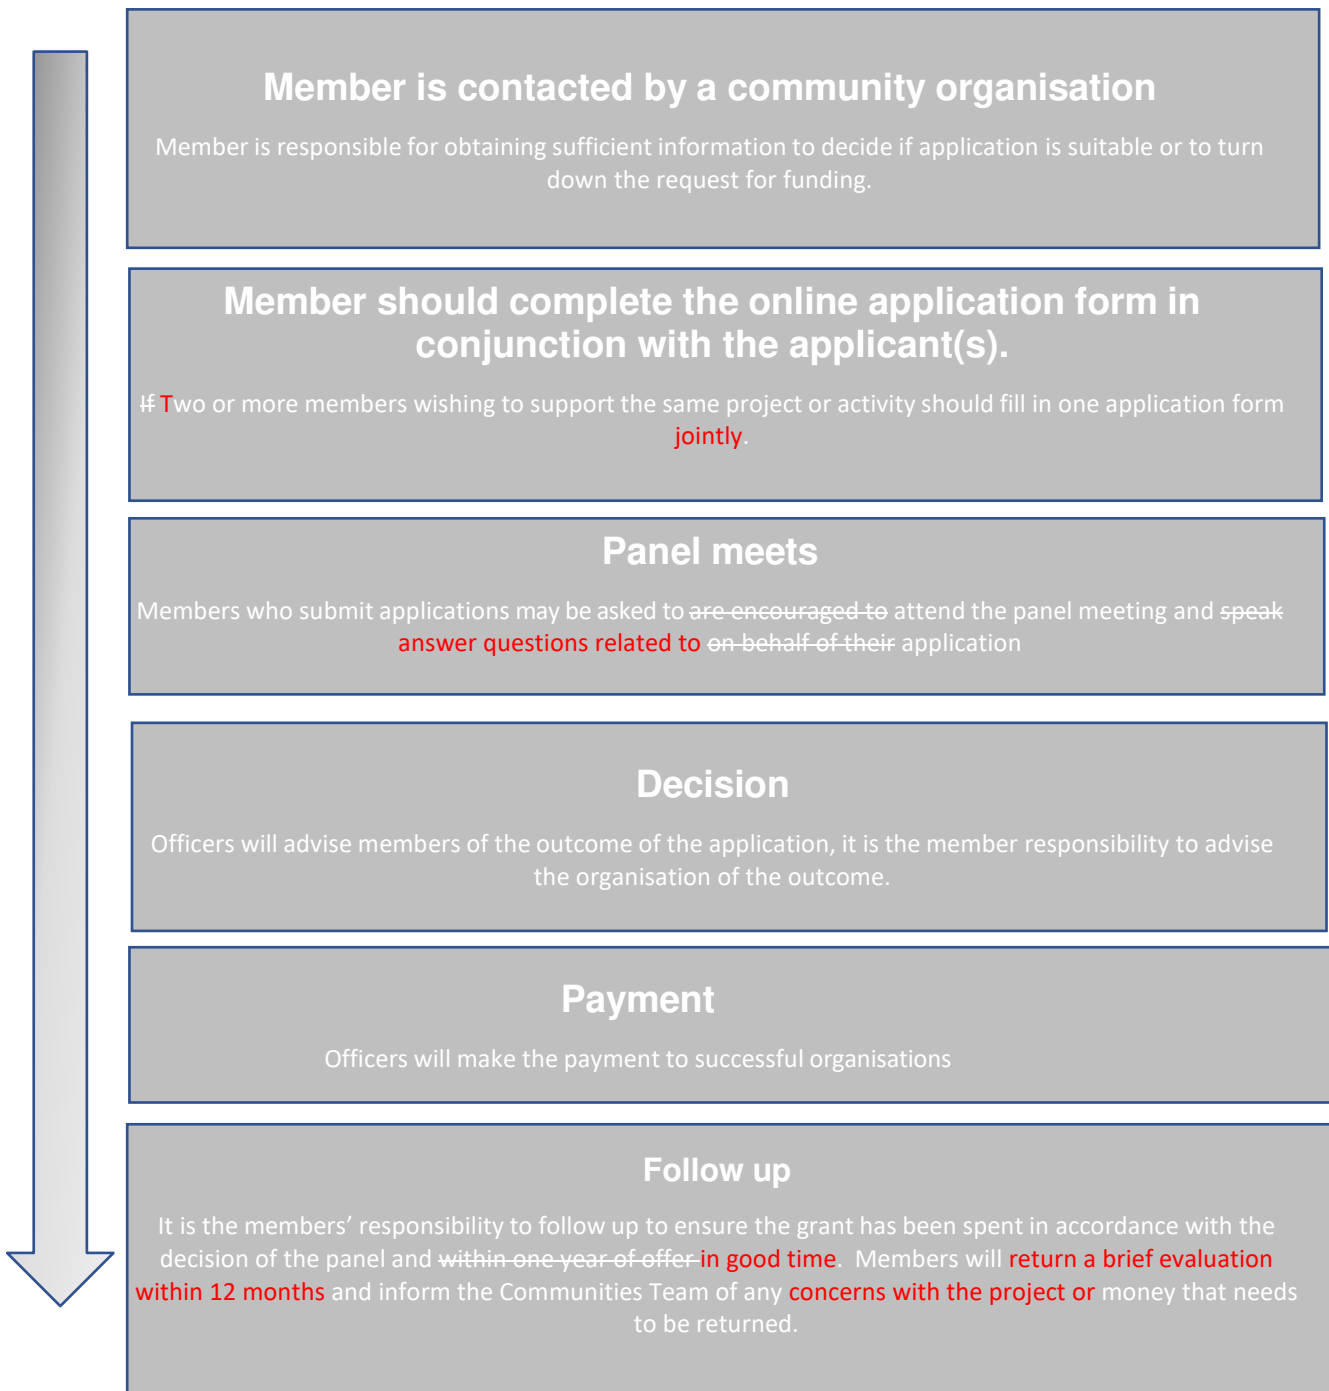 Member is contacted by a community organisation
Member is responsible for obtaining sufficient information to decide if application is suitable or to turn
down the request for funding.
Member should complete the online application form in
conjunction with the applicant(s).
If Two or more members wishing to support the same project or activity should fill in one application form
jointly.
Panel meets
Members who submit applications may be asked to are encouraged to attend the panel meeting and speak
answer questions related to on behalf of their application
Decision
Officers will advise members of the outcome of the application, it is the member responsibility to advise
the organisation of the outcome.
Payment
Officers will make the payment to successful organisations
Follow up
It is the members’ responsibility to follow up to ensure the grant has been spent in accordance with the
decision of the panel and within one year of offer in good time.  Members will return a brief evaluation
within 12 months and inform the Communities Team of any concerns with the project or money that needs
to be returned.